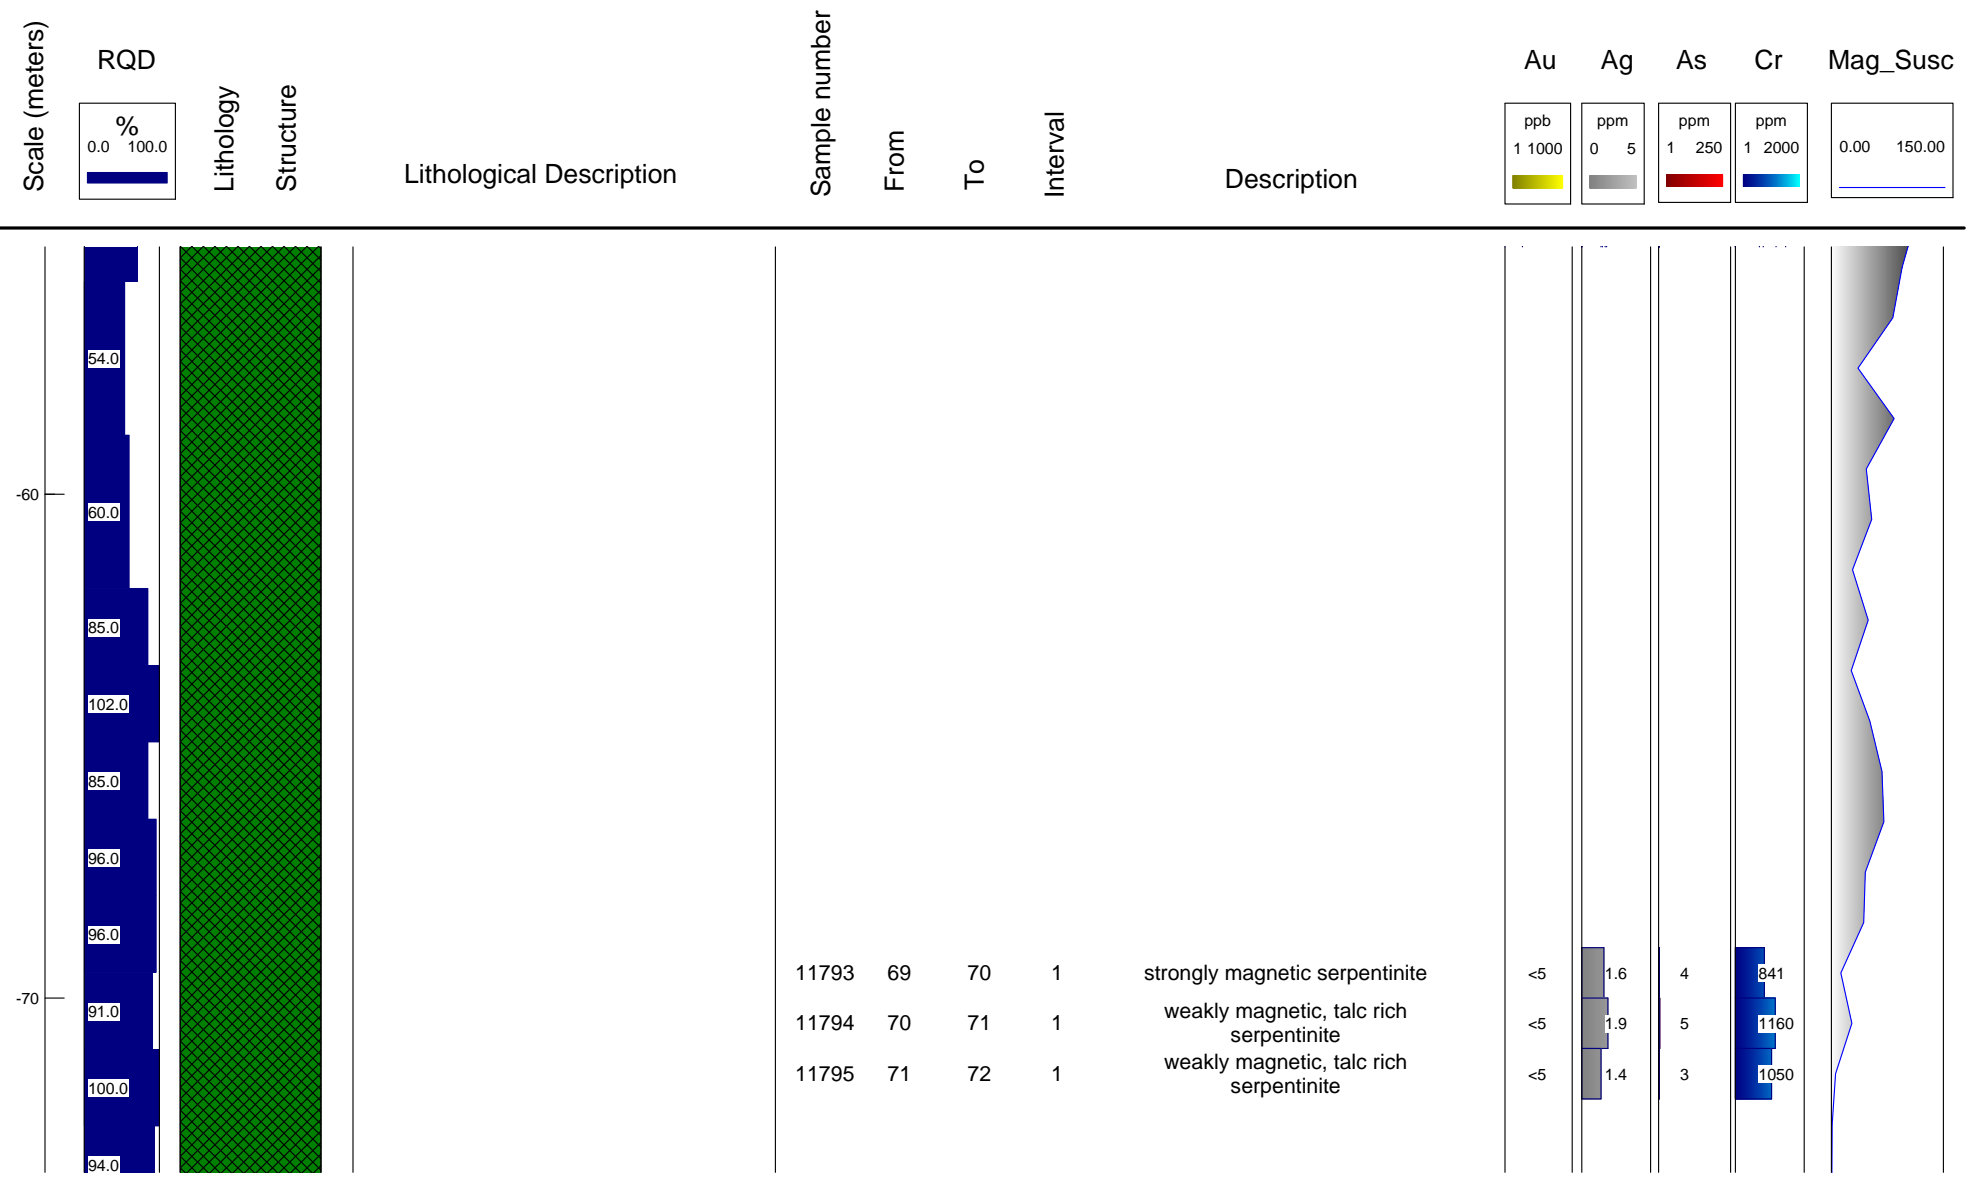 Scale (meters)
RQD
%
0.0 100.0
Lithology
Structure
Lithological Description
Sample number
From
To
Interval
Description
Au
ppb
1 1000
Ag
ppm
0 5
As
ppm
1 250
Cr
ppm
1 2000
Mag_Susc
0.00 150.00
54.0
-60
60.0
85.0
102.0
85.0
96.0
96.0
11793 69 70 1 strongly magnetic serpentinite <5 1.6 4 841
-70
91.0
weakly magnetic, talc rich
11794 70 71 1 serpentinite <5 1.9 5 1160
weakly magnetic, talc rich
11795 71 72 1 serpentinite <5 1.4 3 1050
100.0
94.0